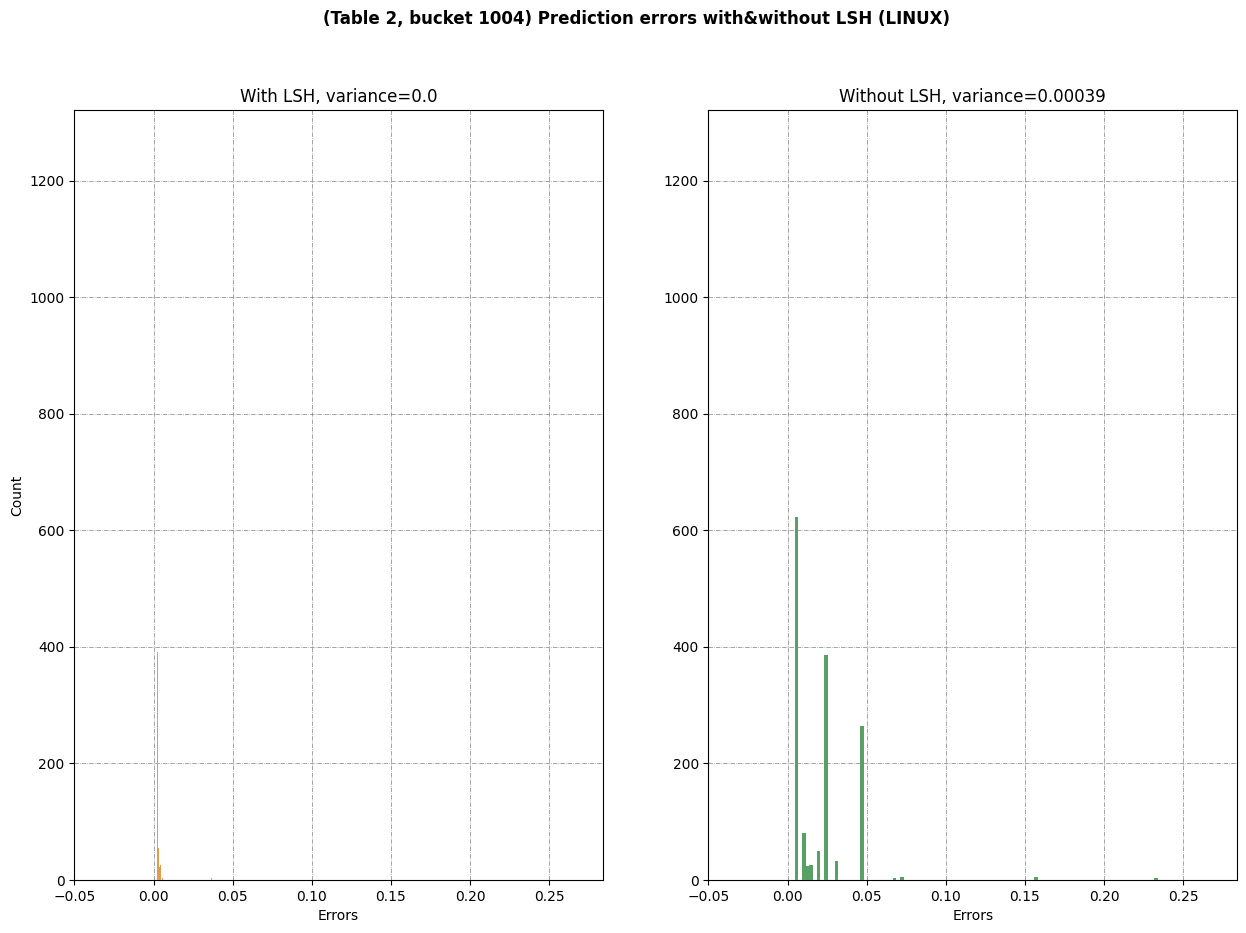 (Table 2, bucket 1004) Prediction errors with&without LSH (LINUX)
With LSH, variance=0.0
1200
1000
800
600
400
200
0
Count
−0.05 0.00 0.05 0.10 0.15 0.20 0.25
Errors
Without LSH, variance=0.00039
1200
1000
800
600
400
200
0
−0.05 0.00 0.05 0.10 0.15 0.20 0.25
Errors